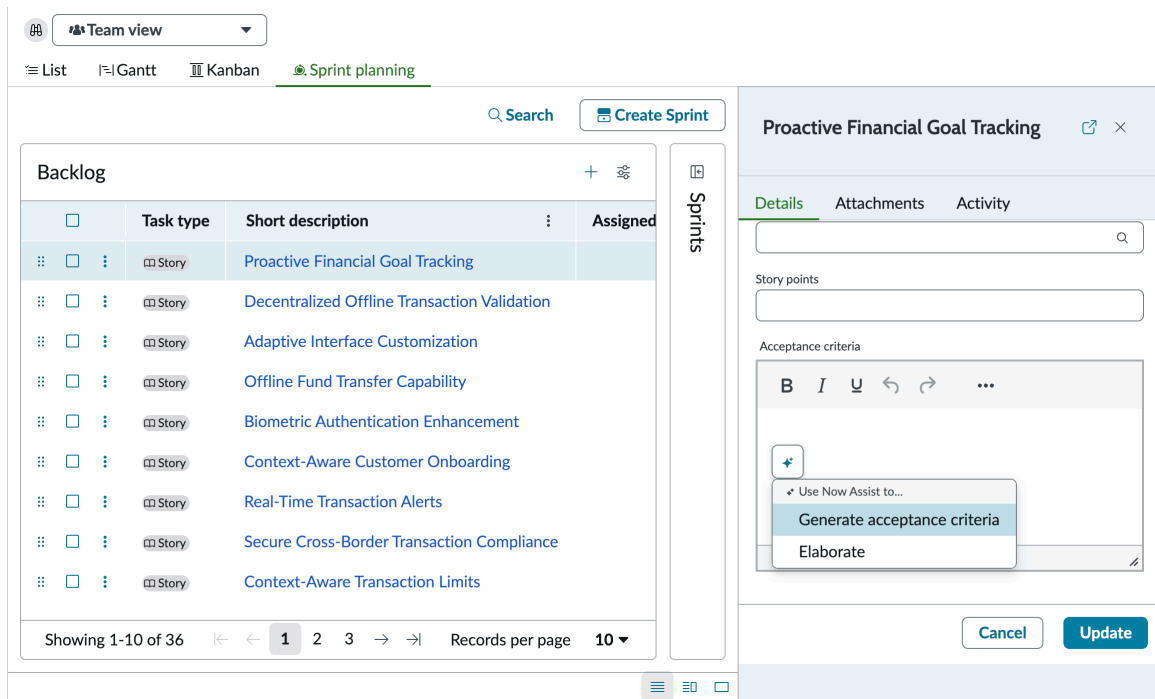 Team view
List
Gantt
Kanban
Sprint planning
Search
Create Sprint
Backlog
Task type
Short description
Assigned
Story
Proactive Financial Goal Tracking
Story
Decentralized Offline Transaction Validation
Story
Adaptive Interface Customization
Story
Offline Fund Transfer Capability
Story
Biometric Authentication Enhancement
Story
Context-Aware Customer Onboarding
Story
Real-Time Transaction Alerts
Story
Secure Cross-Border Transaction Compliance
Story
Context-Aware Transaction Limits
Showing 1-10 of 36
1
2
3
Records per page
10
Sprints
Proactive Financial Goal Tracking
Details
Attachments
Activity
Story points
Acceptance criteria
B I U
Use Now Assist to...
Generate acceptance criteria
Elaborate
Cancel
Update